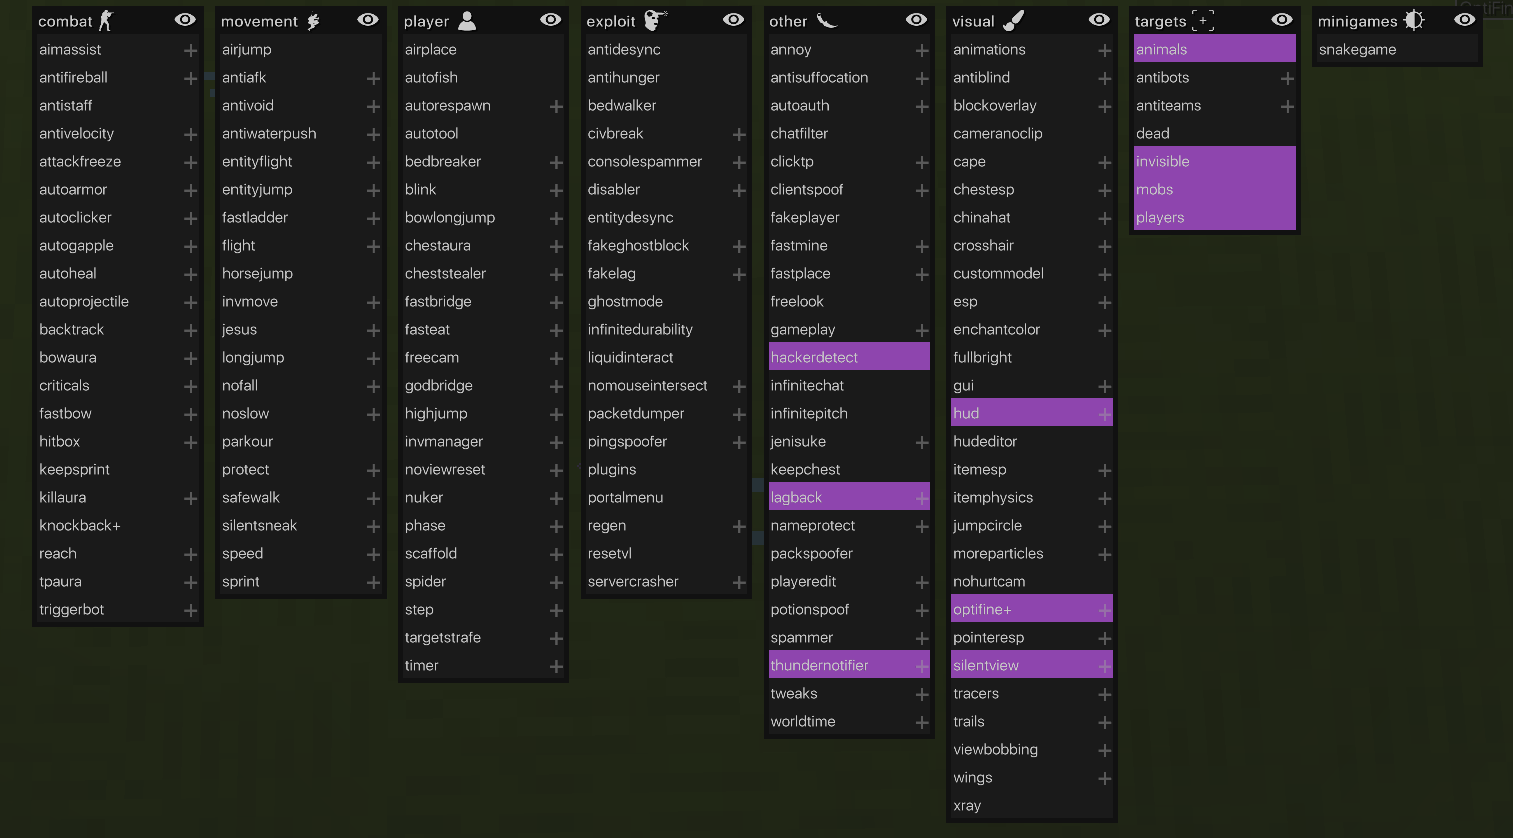 combat
aimassist
antifireball
antistaff
antivelocity
attackfreeze
autoarmor
autoclicker
autogapple
autoheal
autoprojectile
backtrack
bowaura
criticals
fastbow
hitbox
keepsprint
killaura
knockback+
reach
tpaura
triggerbot
movement
airjump
antiafk
antivoid
antiwaterpush
entityflight
entityjump
fastladder
flight
horsejump
invmove
jesus
longjump
nofall
noslow
parkour
protect
safewalk
silentsneak
speed
sprint
player
airplace
autofish
autorespawn
autotool
bedbreaker
blink
bowlongjump
chestaura
cheststealer
fastbridge
fasteat
freecam
godbridge
highjump
invmanager
noviewreset
nuker
phase
scaffold
spider
step
targetstrafe
timer
exploit
antidesync
antihunger
bedwalker
civbreak
consolespammer
disabler
entitydesync
fakeghostblock
fakelag
ghostmode
infinitedurability
liquidinteract
nomouseintersect
packetdumper
pingspoofer
plugins
portalmenu
regen
resetvl
servercrasher
other
annoy
antisuffocation
autoauth
chatfilter
clicktp
clientspoof
fakeplayer
fastmine
fastplace
freelook
gameplay
hackerdetect
infinitechat
infinitepitch
jenisuke
keepchest
lagback
nameprotect
packspoofer
playeredit
potionspoof
spammer
thundernotifier
tweaks
worldtime
visual
animations
antiblind
blockoverlay
cameranoclip
cape
chestesp
chinahat
crosshair
custommodel
esp
enchantcolor
fullbright
gui
hud
hudeditor
itemesp
itemphysics
jumpcircle
moreparticles
nohurtcam
optifine+
pointeresp
silentview
tracers
trails
viewbobbing
wings
xray
targets
animals
antibots
antiteams
dead
invisible
mobs
players
minigames
snakegame